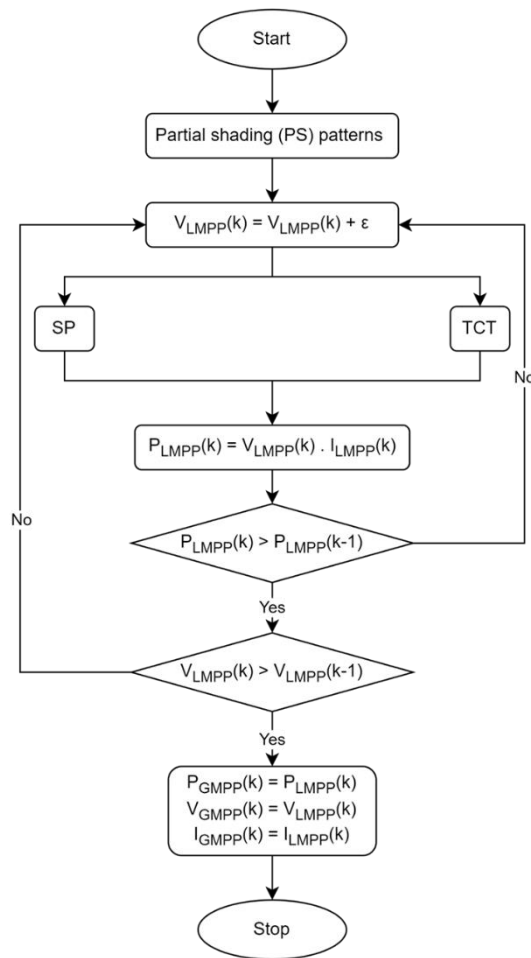 Start
Partial shading (PS) patterns
V_LMPP(k) = V_LMPP(k) + ε
SP
TCT
No
P_LMPP(k) = V_LMPP(k) . I_LMPP(k)
No
P_LMPP(k) > P_LMPP(k-1)
Yes
V_LMPP(k) > V_LMPP(k-1)
Yes
P_GMPP(k) = P_LMPP(k)
V_GMPP(k) = V_LMPP(k)
I_GMPP(k) = I_LMPP(k)
Stop